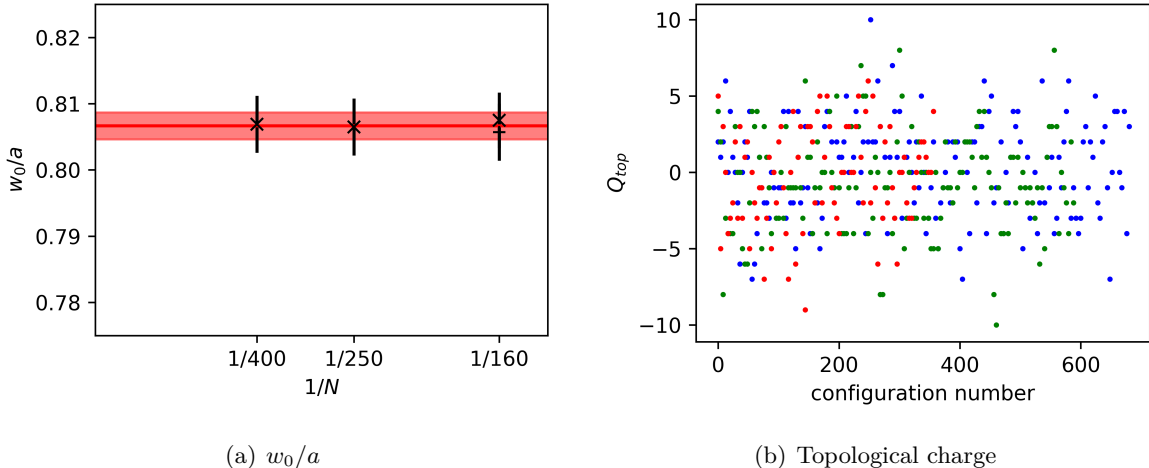 0.82
0.81
0.80
0.79
0.78
w₀/a
1/400
1/250
1/160
1/N
10
5
0
−5
−10
Q_top
0
200
400
600
configuration number
(a) w₀/a
(b) Topological charge